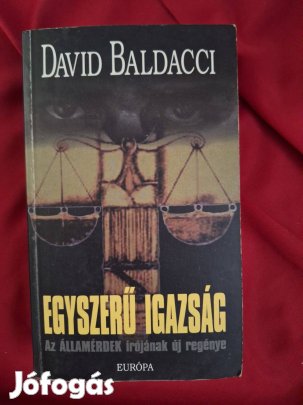 DAVID BALDACCI
EGYSZERŰ IGAZSÁG
Az ÁLLAMÉRDEK írójának új regénye
EURÓPA
Jófogás